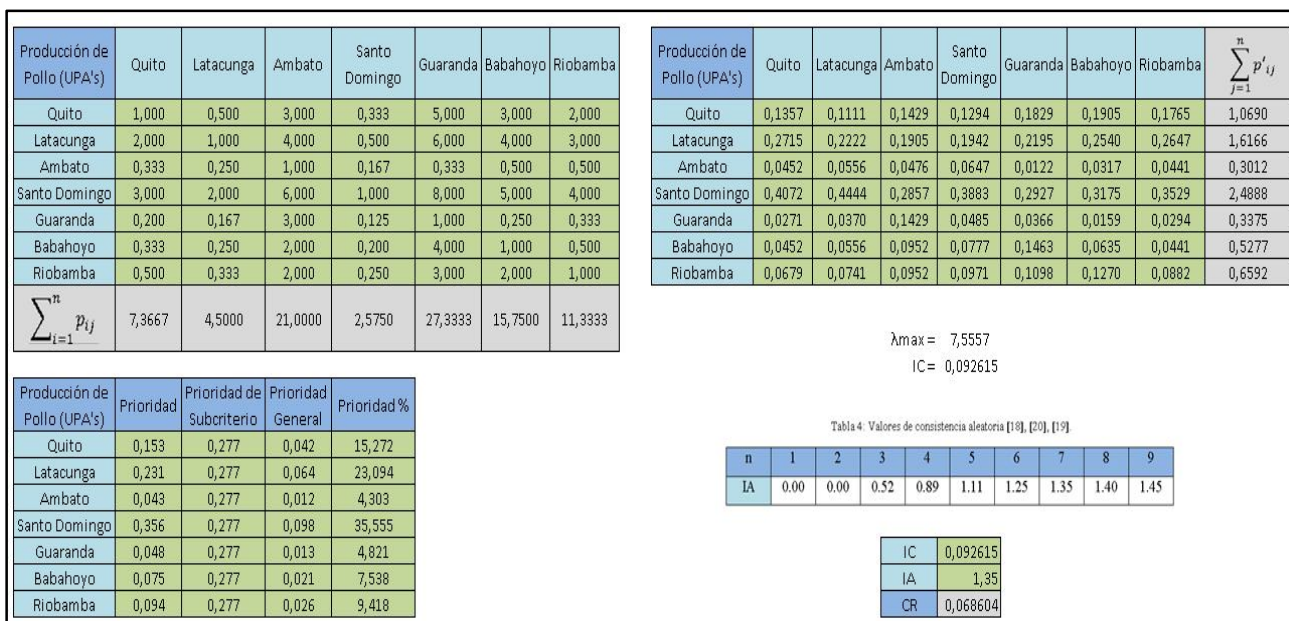 Producción de Pollo (UPA's) Quito Latacunga Ambato Santo Domingo Guaranda Babahoyo Riobamba
Quito 1,000 0,500 3,000 0,333 5,000 3,000 2,000
Latacunga 2,000 1,000 4,000 0,500 6,000 4,000 3,000
Ambato 0,333 0,250 1,000 0,167 0,333 0,500 0,500
Santo Domingo 3,000 2,000 6,000 1,000 8,000 5,000 4,000
Guaranda 0,200 0,167 3,000 0,125 1,000 0,250 0,333
Babahoyo 0,333 0,250 2,000 0,200 4,000 1,000 0,500
Riobamba 0,500 0,333 2,000 0,250 3,000 2,000 1,000
∑ n i=1 p ij 7,3667 4,5000 21,0000 2,5750 27,3333 15,7500 11,3333
Producción de Pollo (UPA's) Quito Latacunga Ambato Santo Domingo Guaranda Babahoyo Riobamba ∑ n j=1 p' ij
Quito 0,1357 0,1111 0,1429 0,1294 0,1829 0,1905 0,1765 1,0690
Latacunga 0,2715 0,2222 0,1905 0,1942 0,2195 0,2540 0,2647 1,6166
Ambato 0,0452 0,0556 0,0476 0,0647 0,0122 0,0317 0,0441 0,3012
Santo Domingo 0,4072 0,4444 0,2857 0,3883 0,2927 0,3175 0,3529 2,4888
Guaranda 0,0271 0,0370 0,1429 0,0485 0,0366 0,0159 0,0294 0,3375
Babahoyo 0,0452 0,0556 0,0952 0,0777 0,1463 0,0635 0,0441 0,5277
Riobamba 0,0679 0,0741 0,0952 0,0971 0,1098 0,1270 0,0882 0,6592
λmax = 7,5557
IC = 0,092615
Producción de Pollo (UPA's) Prioridad Prioridad de Subcriterio Prioridad General Prioridad %
Quito 0,153 0,277 0,042 15,272
Latacunga 0,231 0,277 0,064 23,094
Ambato 0,043 0,277 0,012 4,303
Santo Domingo 0,356 0,277 0,098 35,555
Guaranda 0,048 0,277 0,013 4,821
Babahoyo 0,075 0,277 0,021 7,538
Riobamba 0,094 0,277 0,026 9,418
Tabla 4: Valores de consistencia aleatoria [18], [20], [19].
n 1 2 3 4 5 6 7 8 9
IA 0.00 0.00 0.52 0.89 1.11 1.25 1.35 1.40 1.45
IC 0,092615
IA 1,35
CR 0,068604